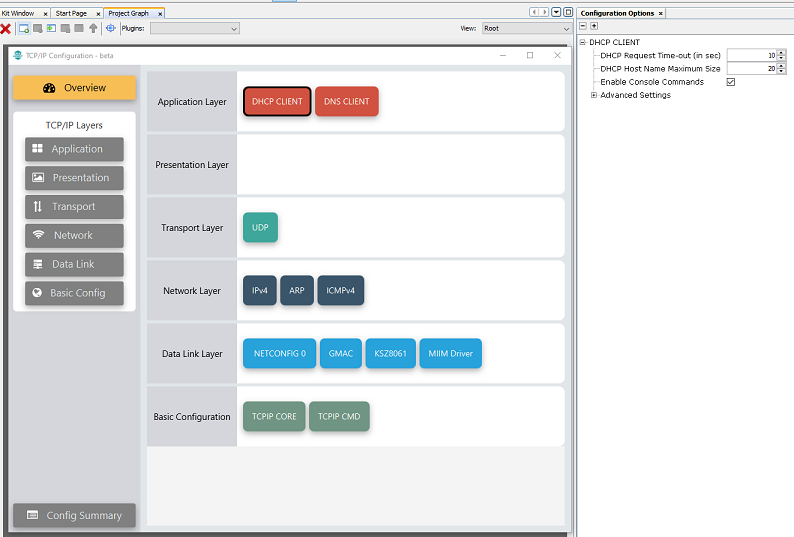 Kit Window × Start Page × Project Graph ×
Plugins: View: Root
TCP/IP Configuration - beta
Overview
TCP/IP Layers
Application
Presentation
Transport
Network
Data Link
Basic Config
Config Summary
Application Layer DHCP CLIENT DNS CLIENT
Presentation Layer
Transport Layer UDP
Network Layer IPv4 ARP ICMPv4
Data Link Layer NETCONFIG 0 GMAC KSZ8061 MIIM Driver
Basic Configuration TCPIP CORE TCPIP CMD
Configuration Options ×
DHCP CLIENT
DHCP Request Time-out (in sec) 10
DHCP Host Name Maximum Size 20
Enable Console Commands
Advanced Settings